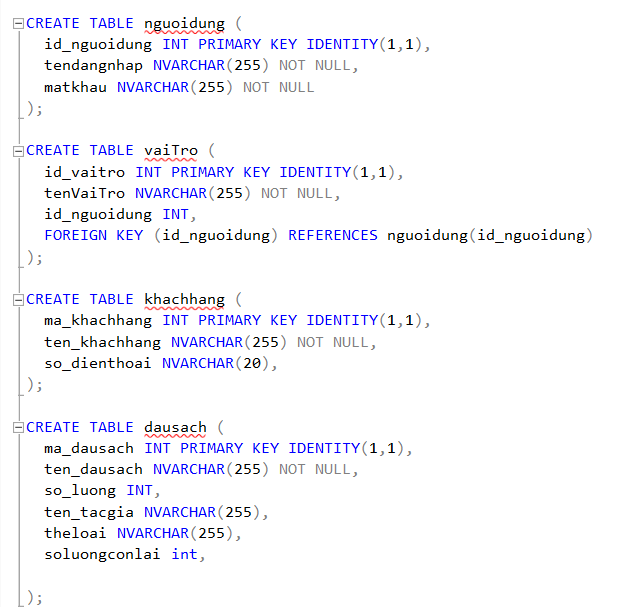 CREATE TABLE nguoidung (
id_nguoidung INT PRIMARY KEY IDENTITY(1,1),
tendangnhap NVARCHAR(255) NOT NULL,
matkhau NVARCHAR(255) NOT NULL
);
CREATE TABLE vaiTro (
id_vaitro INT PRIMARY KEY IDENTITY(1,1),
tenVaiTro NVARCHAR(255) NOT NULL,
id_nguoidung INT,
FOREIGN KEY (id_nguoidung) REFERENCES nguoidung(id_nguoidung)
);
CREATE TABLE khachhang (
ma_khachhang INT PRIMARY KEY IDENTITY(1,1),
ten_khachhang NVARCHAR(255) NOT NULL,
so_dienthoai NVARCHAR(20),
);
CREATE TABLE dausach (
ma_dausach INT PRIMARY KEY IDENTITY(1,1),
ten_dausach NVARCHAR(255) NOT NULL,
so_luong INT,
ten_tacgia NVARCHAR(255),
theloai NVARCHAR(255),
soluongconlai int,
);